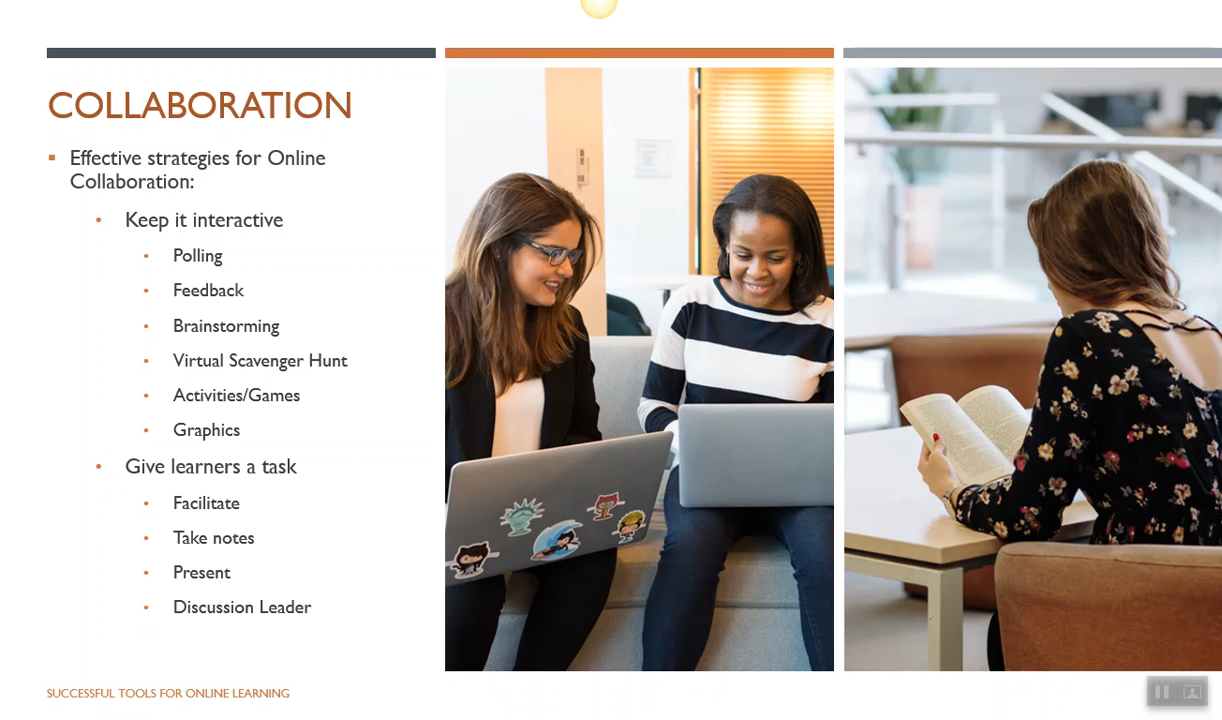 COLLABORATION
Effective strategies for Online
Collaboration:
Keep it interactive
Polling
Feedback
Brainstorming
Virtual Scavenger Hunt
Activities/Games
Graphics
Give learners a task
Facilitate
Take notes
Present
Discussion Leader
SUCCESSFUL TOOLS FOR ONLINE LEARNING